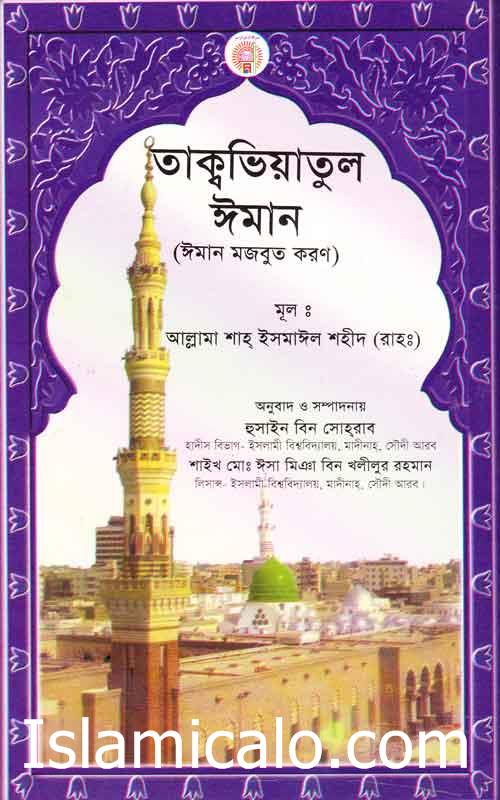 তাক্বভিয়াতুল
ঈমান
(ঈমান মজবুত করণ)
মূল ঃ
আল্লামা শাহ্ ইসমাঈল শহীদ (রাহঃ)
অনুবাদ ও সম্পাদনায়
হুসাইন বিন সোহ্‌রাব
হাদীস বিভাগ- ইসলামী বিশ্ববিদ্যালয়, মাদীনাহ্, সৌদী আরব
শাইখ মোঃ ঈসা মিঞা বিন খলীলুর রহমান
লিসান্স- ইসলামী বিশ্ববিদ্যালয়, মাদীনাহ্, সৌদী আরব।
Islamicalo.com